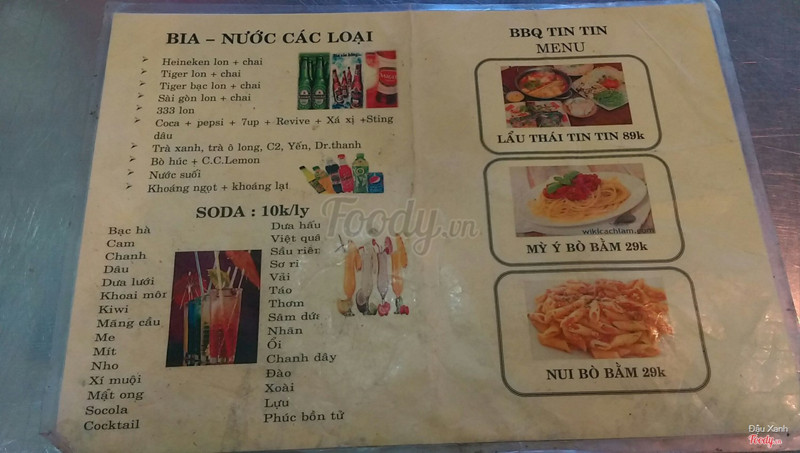 BIA – NƯỚC CÁC LOẠI
Heineken lon + chai
Tiger lon + chai
Tiger bạc lon + chai
Sài gòn lon + chai
333 lon
Coca + pepsi + 7up + Revive + Xá xị +Sting
dâu
Trà xanh, trà ô long, C2, Yến, Dr.thanh
Bò húc + C.C.Lemon
Nước suối
Khoáng ngọt + khoáng lạt
SODA : 10k/ly
Bạc hà
Cam
Chanh
Dâu
Dưa lưới
Khoai môn
Kiwi
Mãng cầu
Me
Mít
Nho
Xí muội
Mật ong
Socola
Cocktail
Dưa hấu
Việt quất
Sầu riêng
Sơ ri
Vải
Táo
Thơm
Sâm dứa
Nhãn
Ổi
Chanh dây
Đào
Xoài
Lựu
Phúc bồn tử
BBQ TIN TIN
MENU
LẨU THÁI TIN TIN 89k
wikicachlam.com
MỲ Ý BÒ BẰM 29k
NUI BÒ BẰM 29k
Foody.vn
Đậu Xanh
Foody.vn